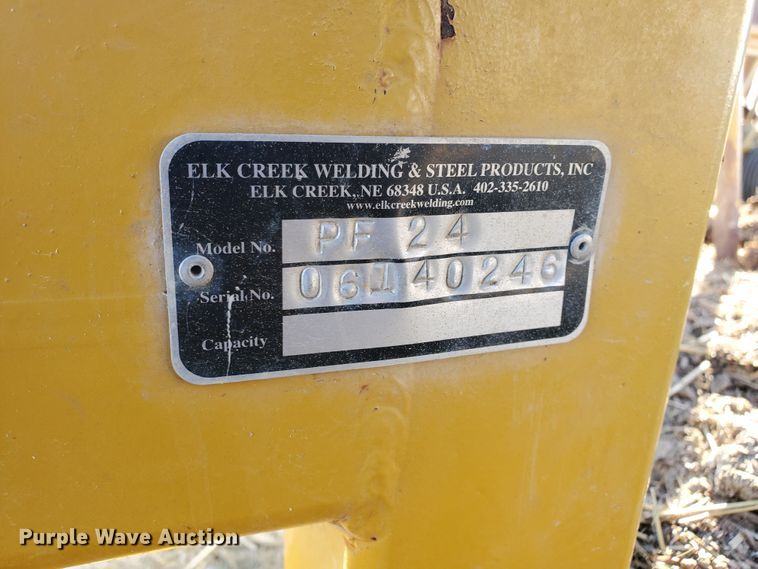 ELK CREEK WELDING & STEEL PRODUCTS, INC
ELK CREEK, NE 68348 U.S.A. 402-335-2610
www.elkcreekwelding.com
Model No. PF 24
Serial No. 06140246
Capacity
Purple Wave Auction